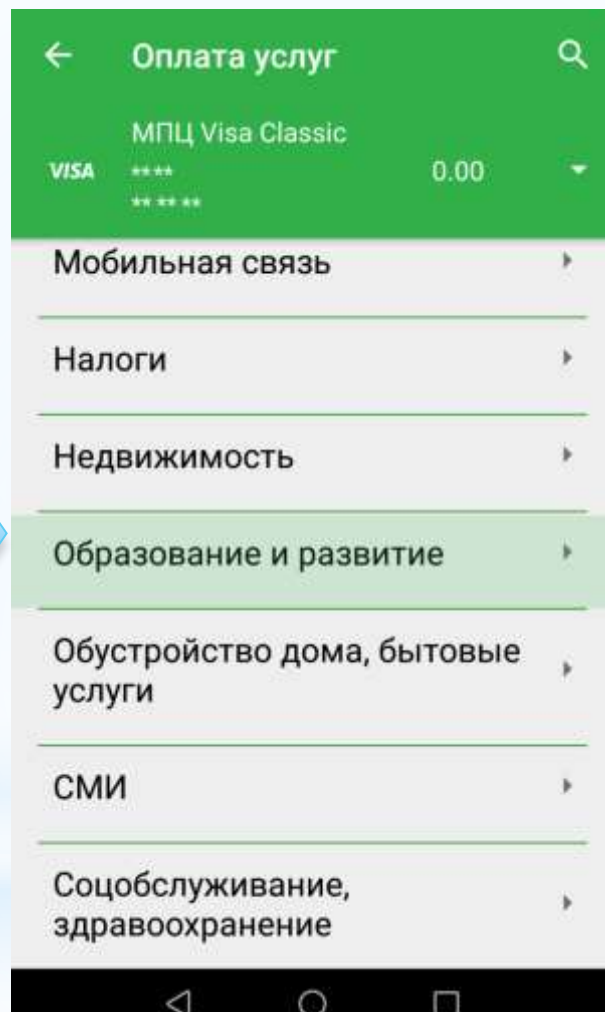 Оплата услуг
МПЦ Visa Classic
VISA **** 0.00
** ** **
Мобильная связь
Налоги
Недвижимость
Образование и развитие
Обустройство дома, бытовые
услуги
СМИ
Соцобслуживание,
здравоохранение